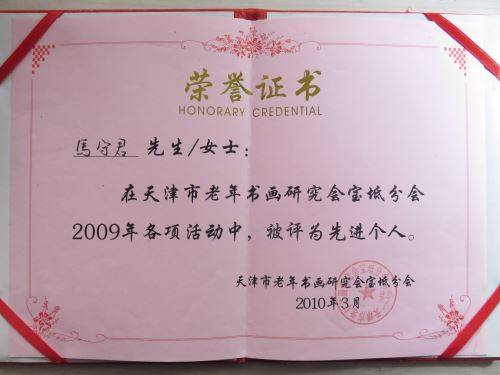 荣誉证书
HONORARY CREDENTIAL
馬守君 先生/女士：
在天津市老年书画研究会宝坻分会
2009年各项活动中，被评为先进个人。
天津市老年书画研究会宝坻分会
2010年3月